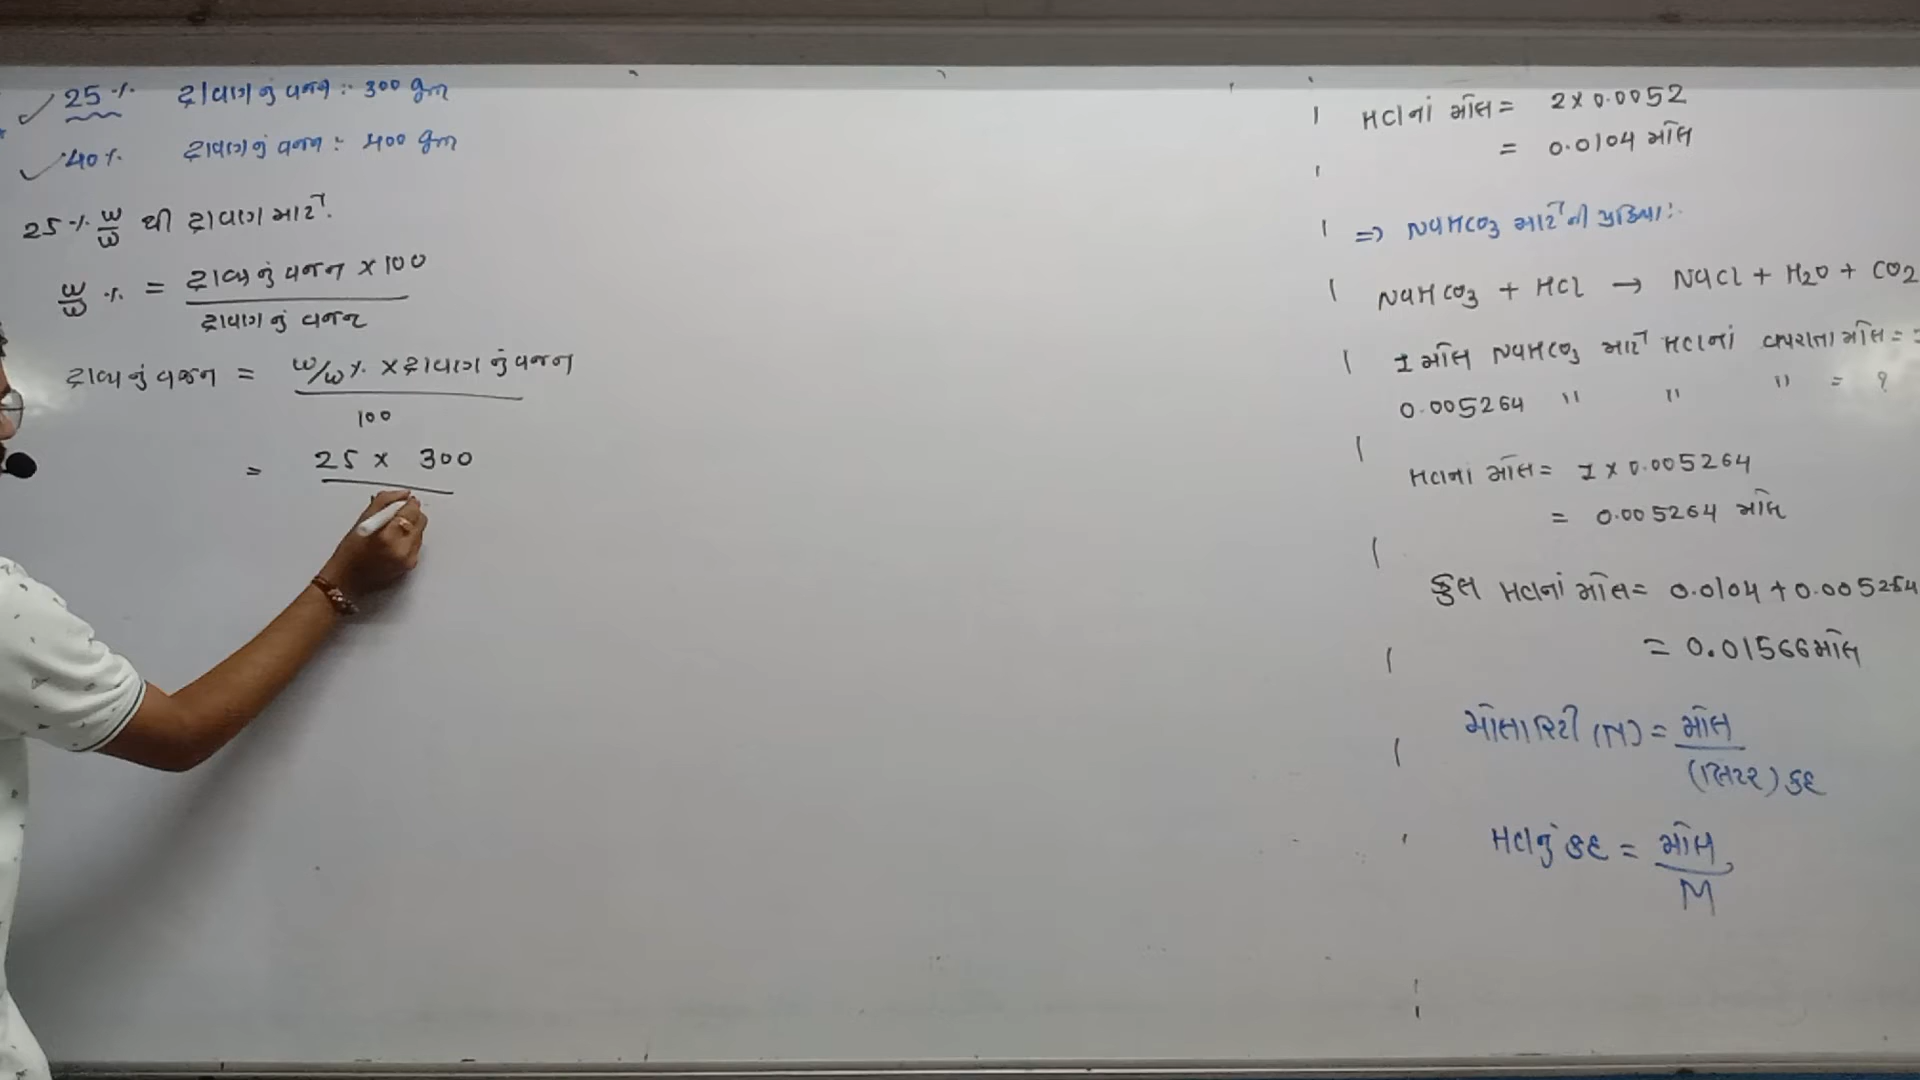 25 % દ્રાવણનું વજન :- 300 gm
40 % દ્રાવણનું વજન :- 400 gm
25 % w/w થી દ્રાવણ માટે.
w/w % = દ્રાવ્યનું વજન × 100
દ્રાવણનું વજન
દ્રાવ્યનું વજન = w/w % × દ્રાવણનું વજન
100
= 25 × 300
HClનાં મોલ = 2 × 0.0052
= 0.0104 મોલ
=> NaHCO3 માટેની પ્રક્રિયા:-
NaHCO3 + HCl → NaCl + H2O + CO2
1 મોલ NaHCO3 માટે HClનાં વપરાતા મોલ =
0.005264 " " " = ?
HClનાં મોલ = 1 × 0.005264
= 0.005264 મોલ
કુલ HClનાં મોલ = 0.0104 + 0.005264
= 0.01566 મોલ
મોલારિટી (M) = મોલ
(લિટર) કદ
HClનું કદ = મોલ
M